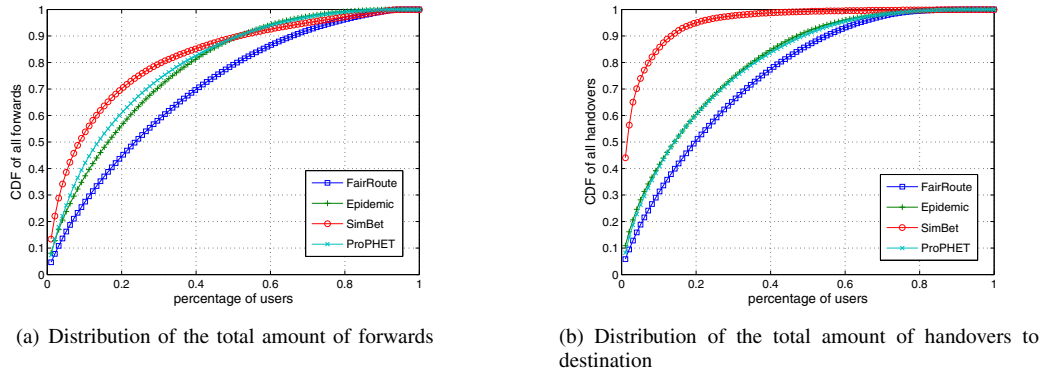 1
0.9
0.8
0.7
0.6
0.5
0.4
0.3
0.2
0.1
0
CDF of all forwards
0 0.2 0.4 0.6 0.8 1
percentage of users
FairRoute
Epidemic
SimBet
ProPHET
(a) Distribution of the total amount of forwards
1
0.9
0.8
0.7
0.6
0.5
0.4
0.3
0.2
0.1
0
CDF of all handovers
0 0.2 0.4 0.6 0.8 1
percentage of users
FairRoute
Epidemic
SimBet
ProPHET
(b) Distribution of the total amount of handovers to
destination